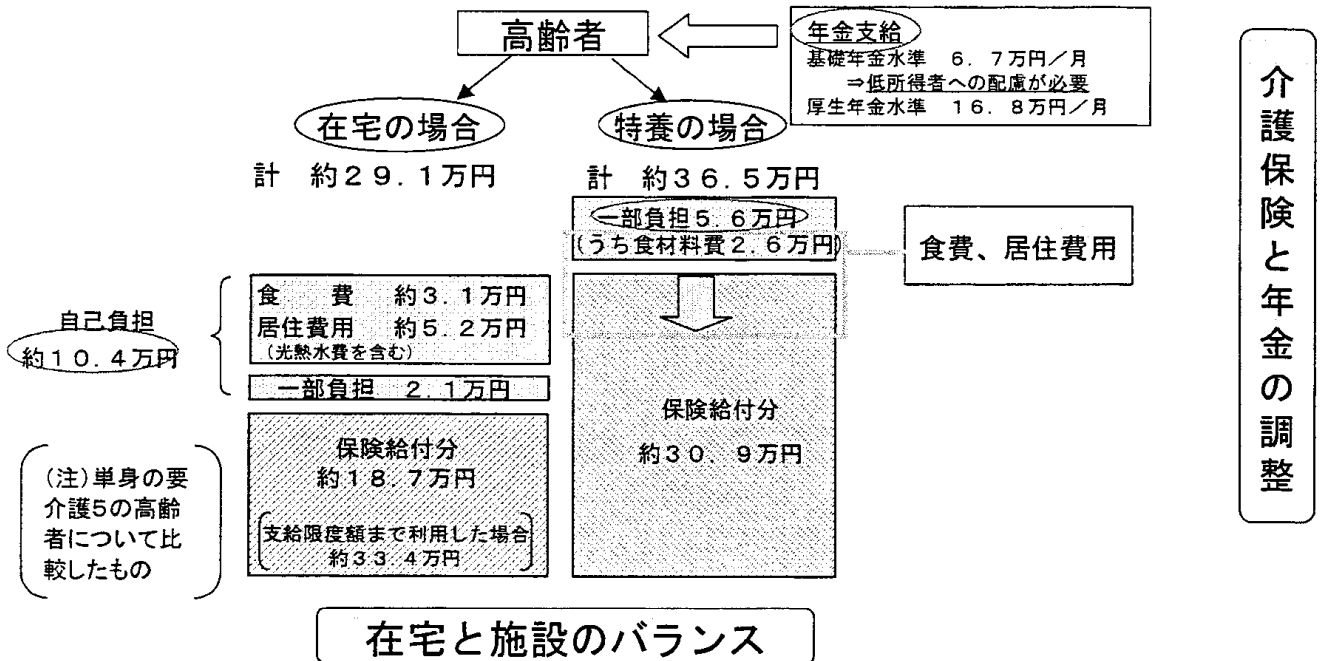 高齢者
年金支給
基礎年金水準 ６．７万円／月
⇒低所得者への配慮が必要
厚生年金水準 １６．８万円／月
在宅の場合
特養の場合
計 約２９．１万円
計 約３６．５万円
一部負担５．６万円
(うち食材料費２．６万円)
食費、居住費用
自己負担
約１０．４万円
食 費 約３．１万円
居住費用 約５．２万円
(光熱水費を含む)
一部負担 ２．１万円
保険給付分
約１８．７万円
支給限度額まで利用した場合
約３３．４万円
保険給付分
約３０．９万円
(注)単身の要
介護5の高齢
者について比
較したもの
在宅と施設のバランス
介護保険と年金の調整